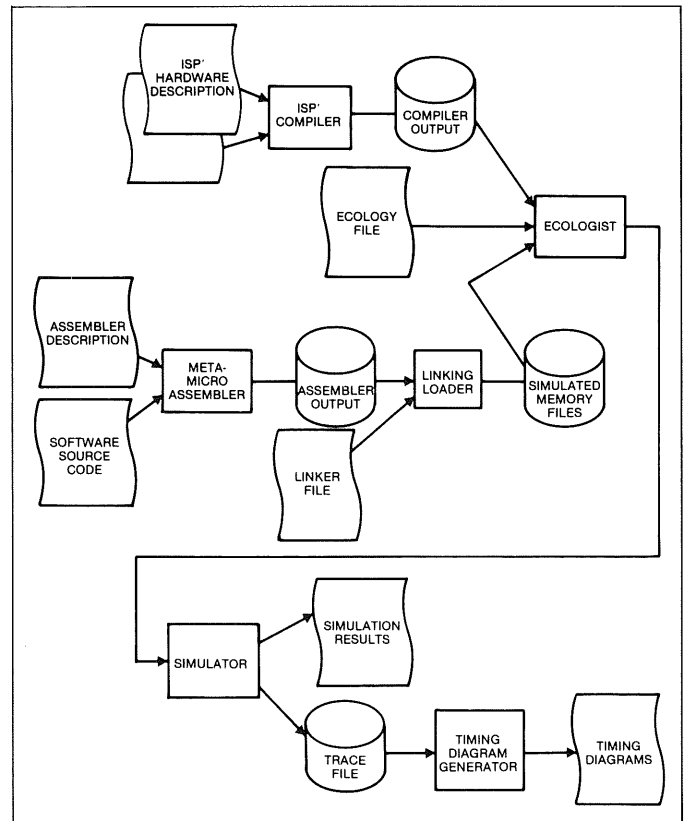 ISP'
HARDWARE
DESCRIPTION
ISP'
COMPILER
COMPILER
OUTPUT
ECOLOGY
FILE
ECOLOGIST
ASSEMBLER
DESCRIPTION
META-
MICRO
ASSEMBLER
ASSEMBLER
OUTPUT
LINKING
LOADER
SIMULATED
MEMORY
FILES
SOFTWARE
SOURCE
CODE
LINKER
FILE
SIMULATOR
SIMULATION
RESULTS
TRACE
FILE
TIMING
DIAGRAM
GENERATOR
TIMING
DIAGRAMS